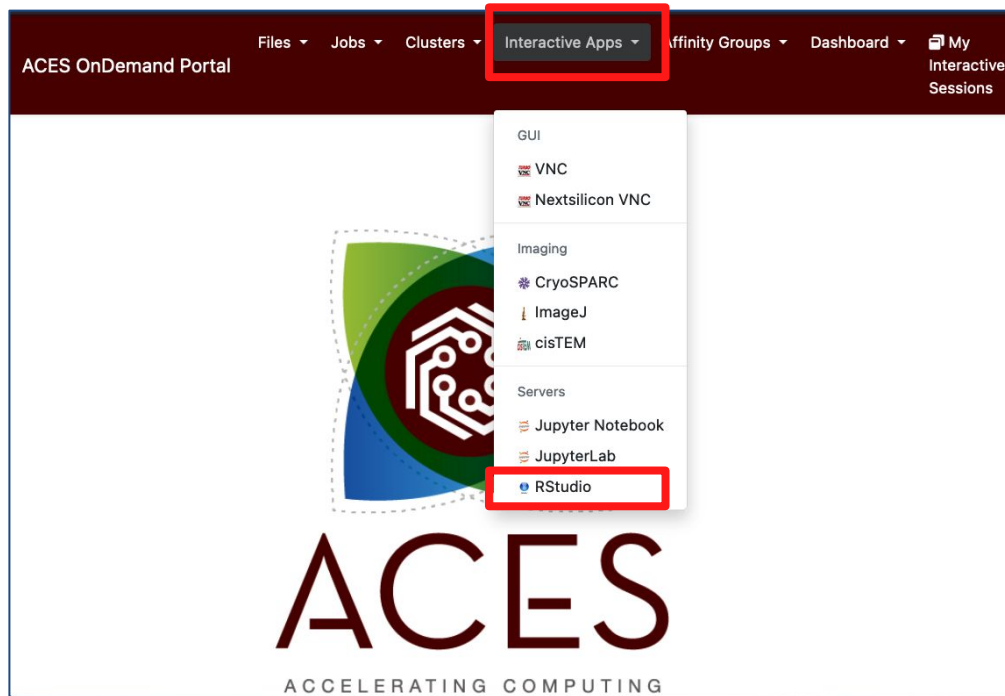 ACES OnDemand Portal
Files
Jobs
Clusters
Interactive Apps
ffinity Groups
Dashboard
My
Interactive
Sessions
GUI
VNC
Nextsilicon VNC
Imaging
CryoSPARC
ImageJ
cisTEM
Servers
Jupyter Notebook
JupyterLab
RStudio
ACES
ACCELERATING COMPUTING